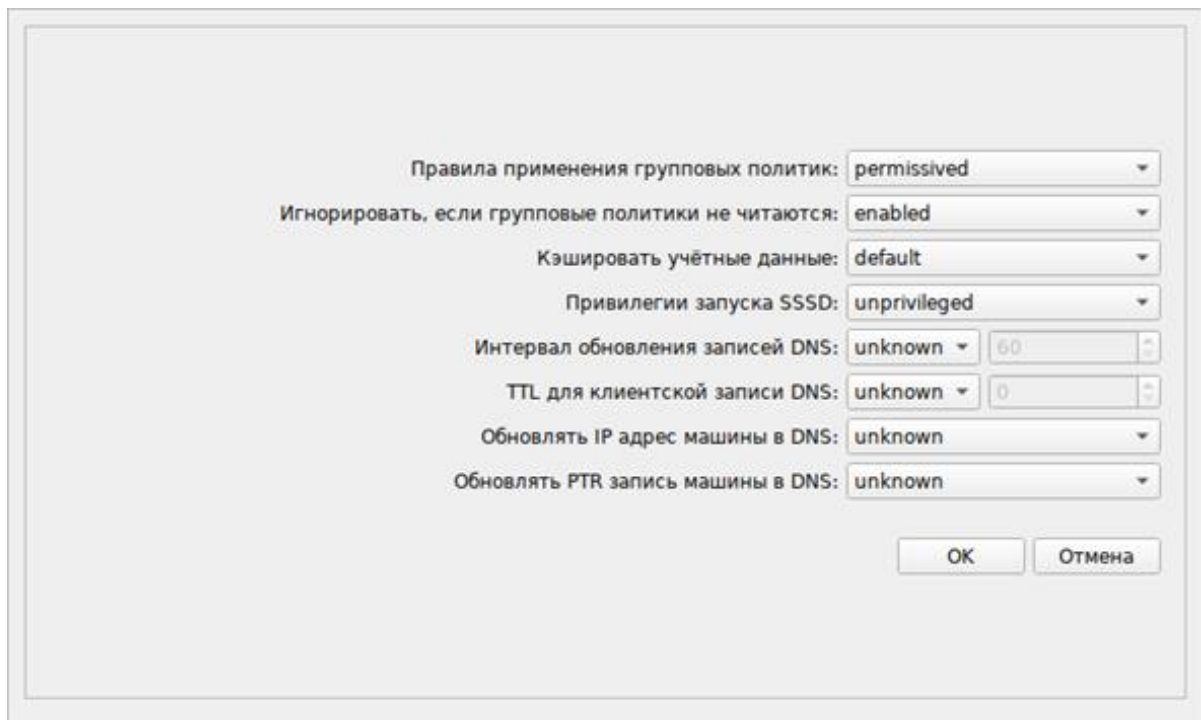 Правила применения групповых политик: permissived
Игнорировать, если групповые политики не читаются: enabled
Кэшировать учётные данные: default
Привилегии запуска SSSD: unprivileged
Интервал обновления записей DNS: unknown 60
TTL для клиентской записи DNS: unknown 0
Обновлять IP адрес машины в DNS: unknown
Обновлять PTR запись машины в DNS: unknown
OK Отмена